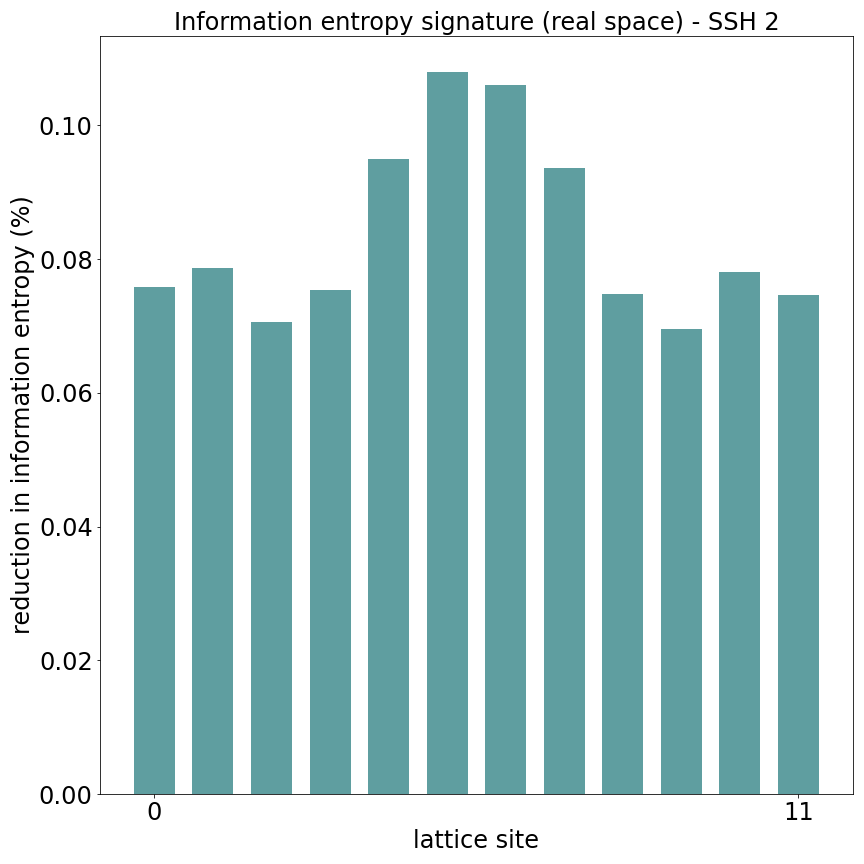 Information entropy signature (real space) - SSH 2
reduction in information entropy (%)
0.10
0.08
0.06
0.04
0.02
0.00
0
11
lattice site